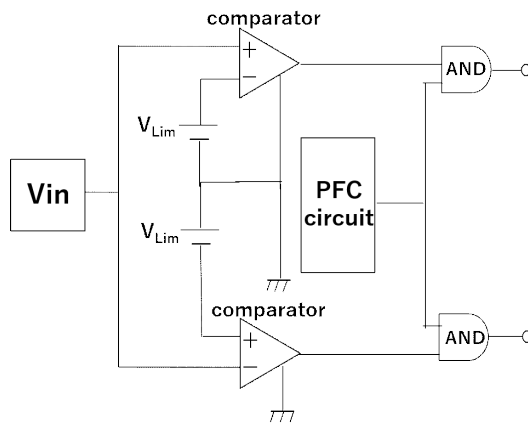 comparator
+
−
AND
V_Lim
Vin
PFC
circuit
V_Lim
comparator
+
−
AND